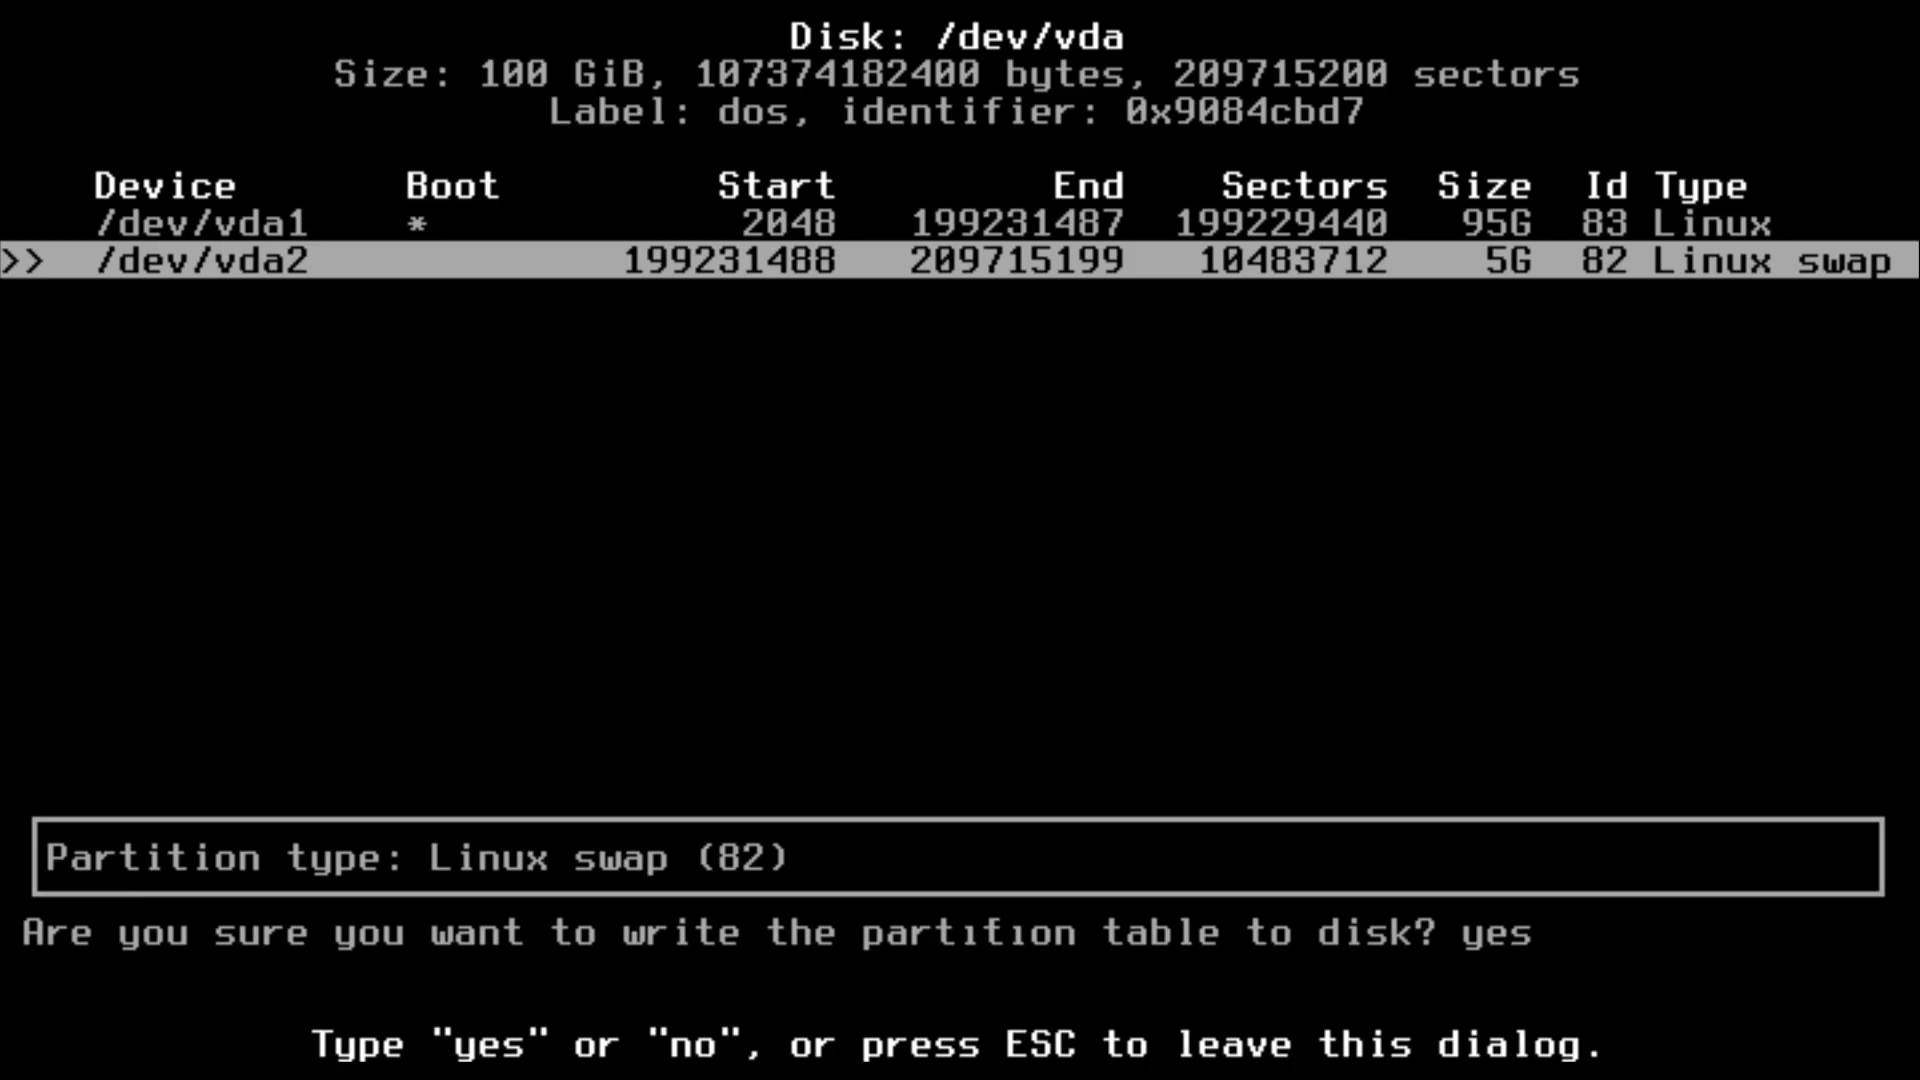 Disk: /dev/vda
Size: 100 GiB, 107374182400 bytes, 209715200 sectors
Label: dos, identifier: 0x9084cbd7
Device Boot Start End Sectors Size Id Type
/dev/vda1 * 2048 199231487 199229440 95G 83 Linux
>> /dev/vda2 199231488 209715199 10483712 5G 82 Linux swap
Partition type: Linux swap (82)
Are you sure you want to write the partition table to disk? yes
Type "yes" or "no", or press ESC to leave this dialog.